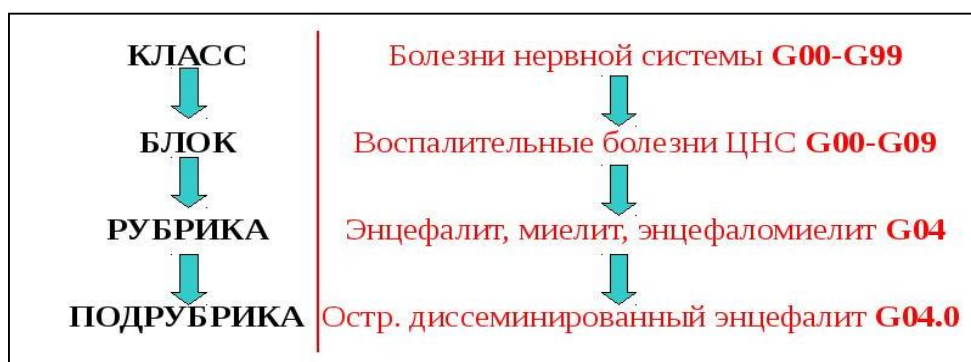 КЛАСС Болезни нервной системы G00-G99
БЛОК Воспалительные болезни ЦНС G00-G09
РУБРИКА Энцефалит, миелит, энцефаломиелит G04
ПОДРУБРИКА Остр. диссеминированный энцефалит G04.0